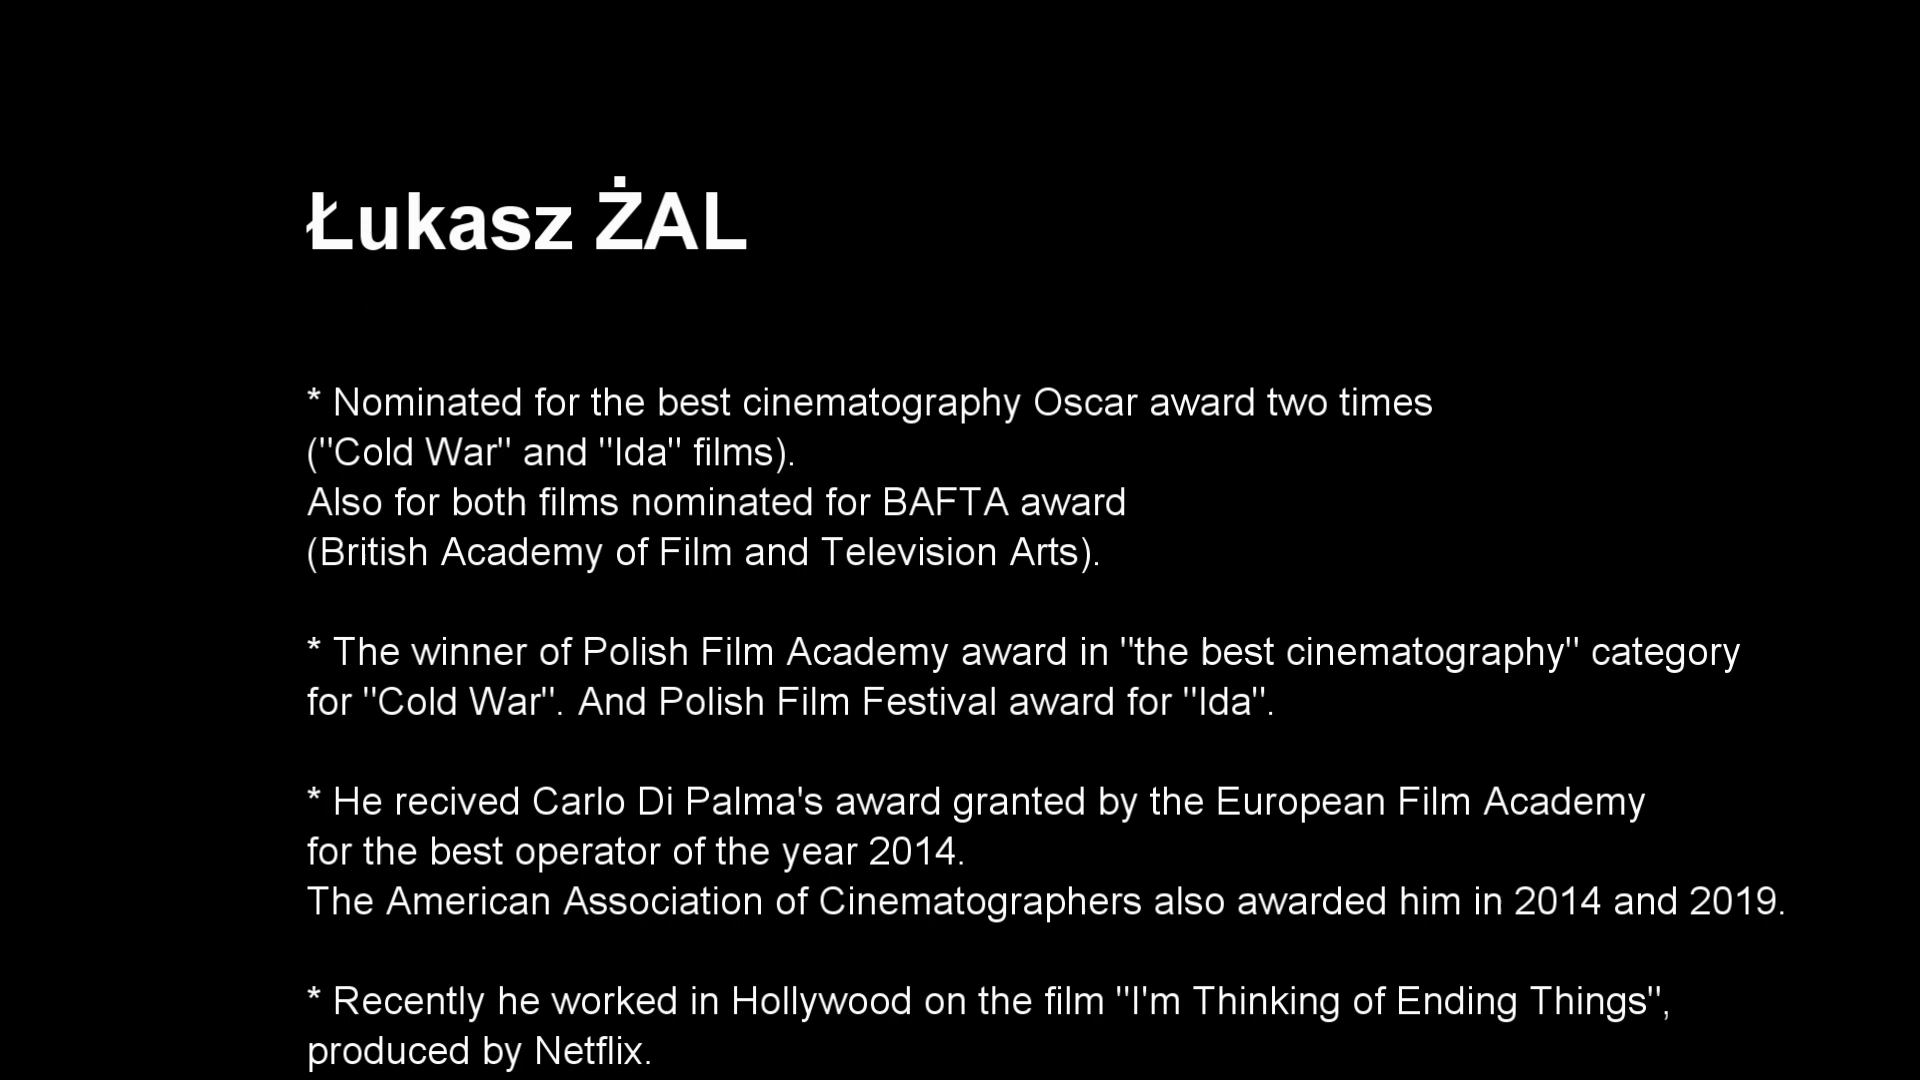 Łukasz ŻAL
* Nominated for the best cinematography Oscar award two times
("Cold War" and "Ida" films).
Also for both films nominated for BAFTA award
(British Academy of Film and Television Arts).
* The winner of Polish Film Academy award in "the best cinematography" category
for "Cold War". And Polish Film Festival award for "Ida".
* He recived Carlo Di Palma's award granted by the European Film Academy
for the best operator of the year 2014.
The American Association of Cinematographers also awarded him in 2014 and 2019.
* Recently he worked in Hollywood on the film "I'm Thinking of Ending Things",
produced by Netflix.